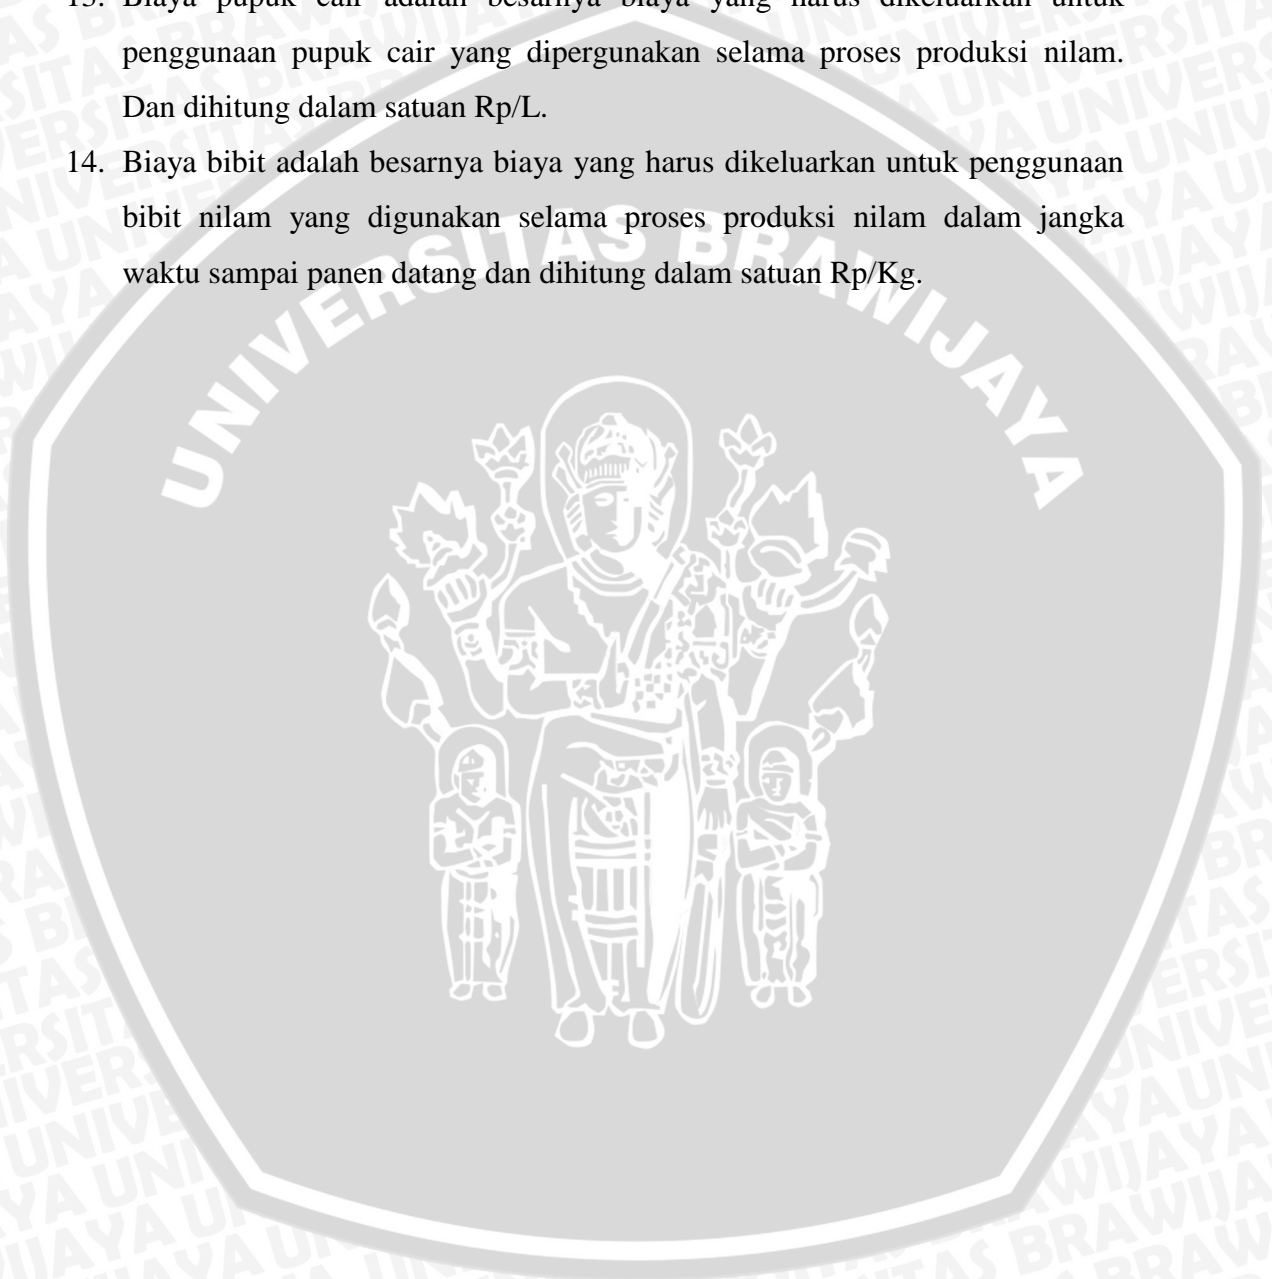 13. Biaya pupuk cair adalah besarnya biaya yang harus dikeluarkan untuk
penggunaan pupuk cair yang dipergunakan selama proses produksi nilam.
Dan dihitung dalam satuan Rp/L.
14. Biaya bibit adalah besarnya biaya yang harus dikeluarkan untuk penggunaan
bibit nilam yang digunakan selama proses produksi nilam dalam jangka
waktu sampai panen datang dan dihitung dalam satuan Rp/Kg.
UNIVERSITAS BRAWIJAYA